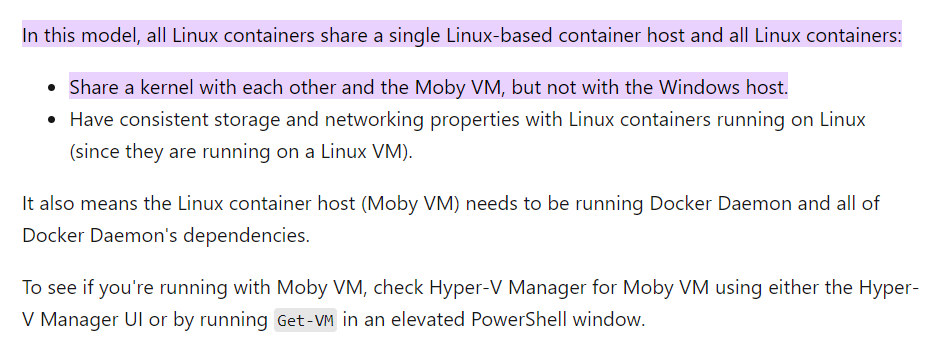 In this model, all Linux containers share a single Linux-based container host and all Linux containers:
• Share a kernel with each other and the Moby VM, but not with the Windows host.
• Have consistent storage and networking properties with Linux containers running on Linux
(since they are running on a Linux VM).
It also means the Linux container host (Moby VM) needs to be running Docker Daemon and all of
Docker Daemon's dependencies.
To see if you're running with Moby VM, check Hyper-V Manager for Moby VM using either the Hyper-
V Manager UI or by running Get-VM in an elevated PowerShell window.